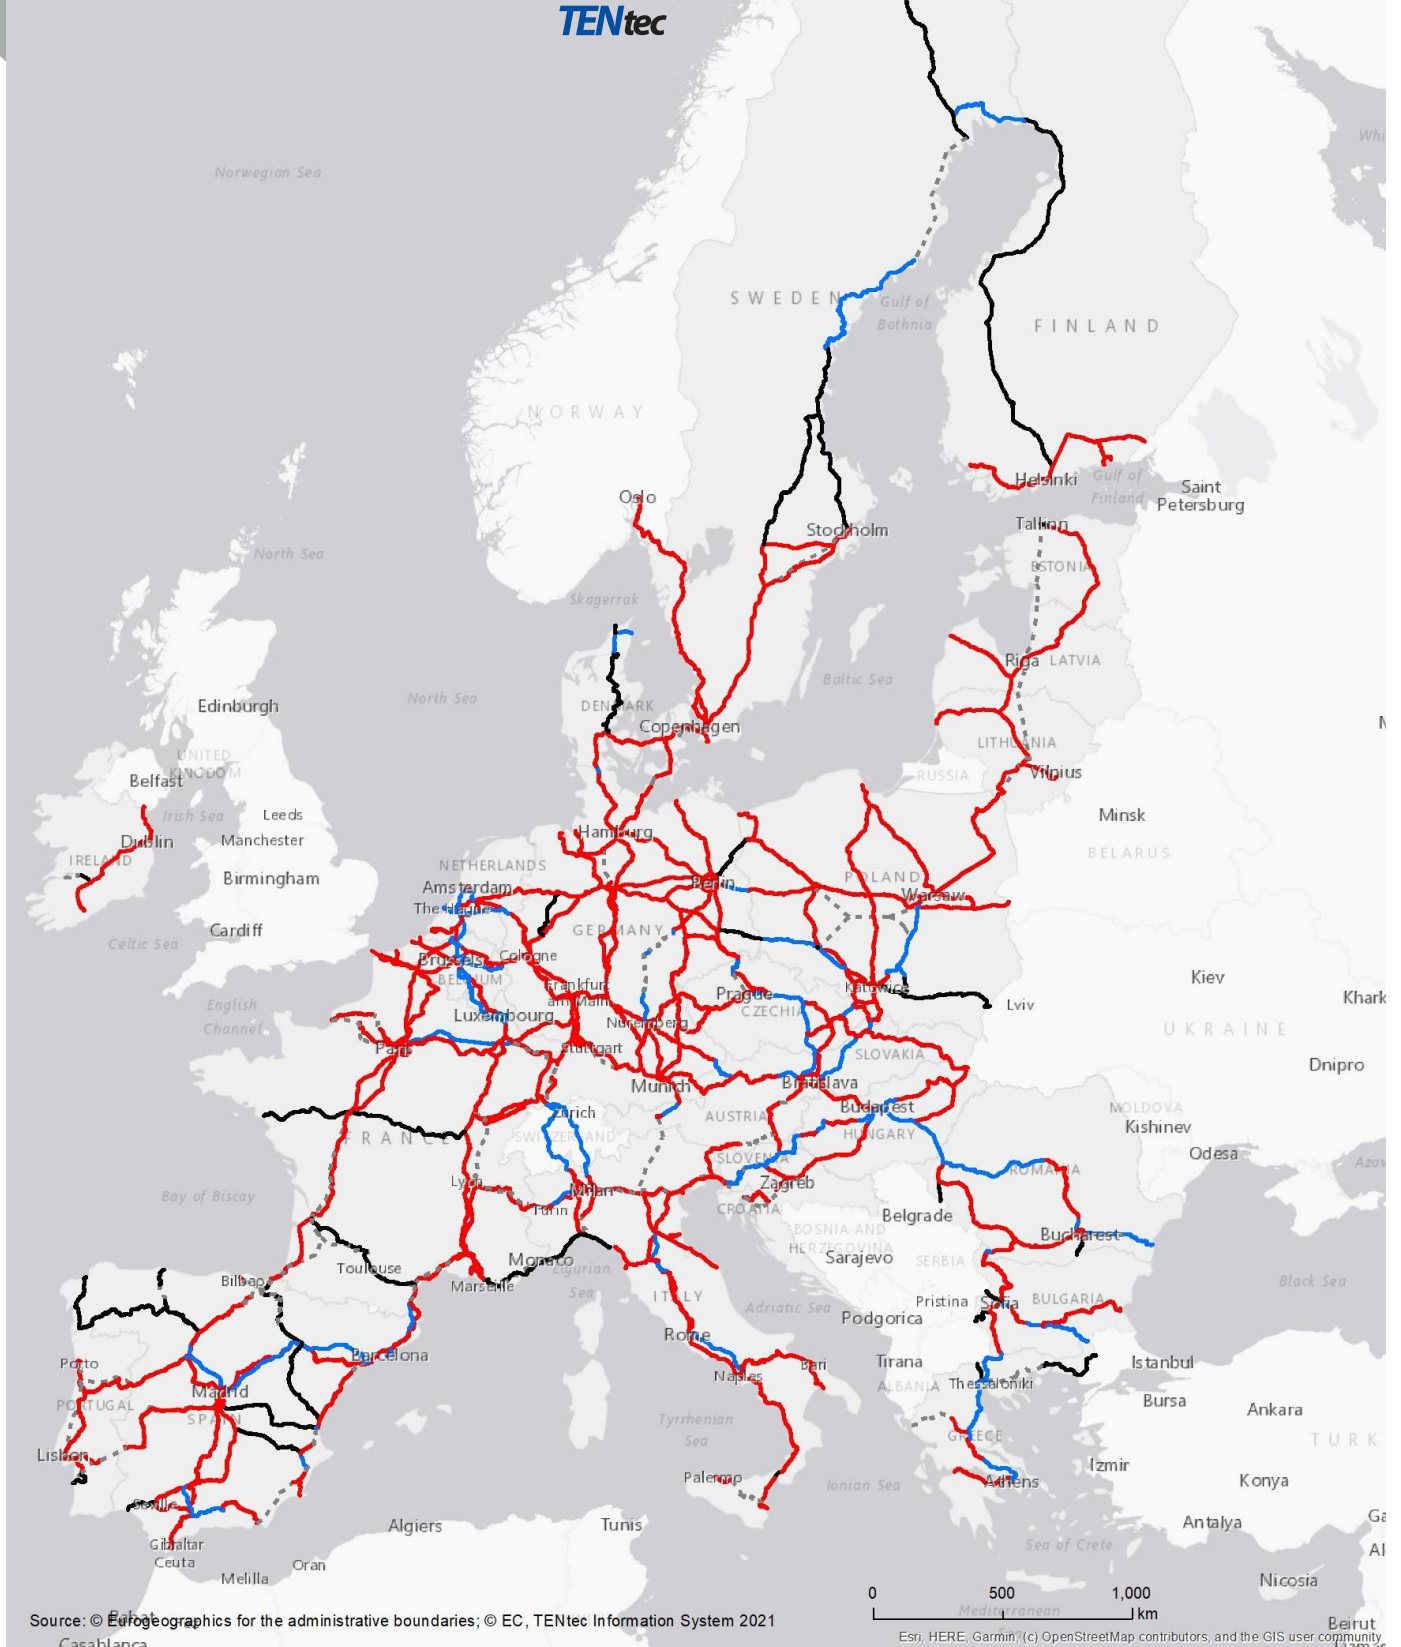 TENtec
Norwegian Sea
SWEDEN
Gulf of
Bothnia
FINLAND
NORWAY
Oslo
Helsinki
Gulf of
Finland
Saint
Petersburg
Stockholm
Tallinn
North Sea
ESTONIA
Skagerrak
Riga
LATVIA
Baltic Sea
North Sea
Edinburgh
DENMARK
Copenhagen
LITHUANIA
UNITED
KINGDOM
Belfast
RUSSIA
Vilnius
Irish Sea
Leeds
Minsk
Dublin
Manchester
Hamburg
BELARUS
IRELAND
NETHERLANDS
Birmingham
Amsterdam
Berlin
POLAND
Warsaw
The Hague
Cardiff
GERMANY
Celtic Sea
Brussels
Cologne
BELGIUM
Kiev
Frankfurt
am Main
Katowice
Prague
English
Channel
Lviv
Khark
CZECHIA
Luxembourg
Nuremberg
UKRAINE
Paris
Stuttgart
SLOVAKIA
Dnipro
Munich
Bratislava
Zurich
Budapest
MOLDOVA
AUSTRIA
Kishinev
FRANCE
SWITZERLAND
HUNGARY
Odesa
SLOVENIA
Azov
ROMANIA
Lyon
Zagreb
Milan
Bay of Biscay
Turin
CROATIA
Belgrade
BOSNIA AND
HERZEGOVINA
Bucharest
Monaco
Sarajevo
SERBIA
Toulouse
Ligurian
Sea
Bilbao
Marseille
Black Sea
ITALY
Pristina
Sofia
BULGARIA
Adriatic Sea
Podgorica
Rome
Barcelona
Porto
Bari
Tirana
Istanbul
Naples
ALBANIA
Thessaloniki
Madrid
Bursa
PORTUGAL
SPAIN
Ankara
Tyrrhenian
Sea
GREECE
TURK
Lisbon
Izmir
Palermo
Athens
Konya
Ionian Sea
Seville
Algiers
Tunis
Antalya
Gibraltar
Ceuta
Sea of Crete
Oran
Melilla
Nicosia
0 500 1,000
km
Mediterranean
Rabat
Source: © Eurogeographics for the administrative boundaries; © EC, TENtec Information System 2021
Beirut
Esri, HERE, Garmin, (c) OpenStreetMap contributors, and the GIS user community
Casablanca